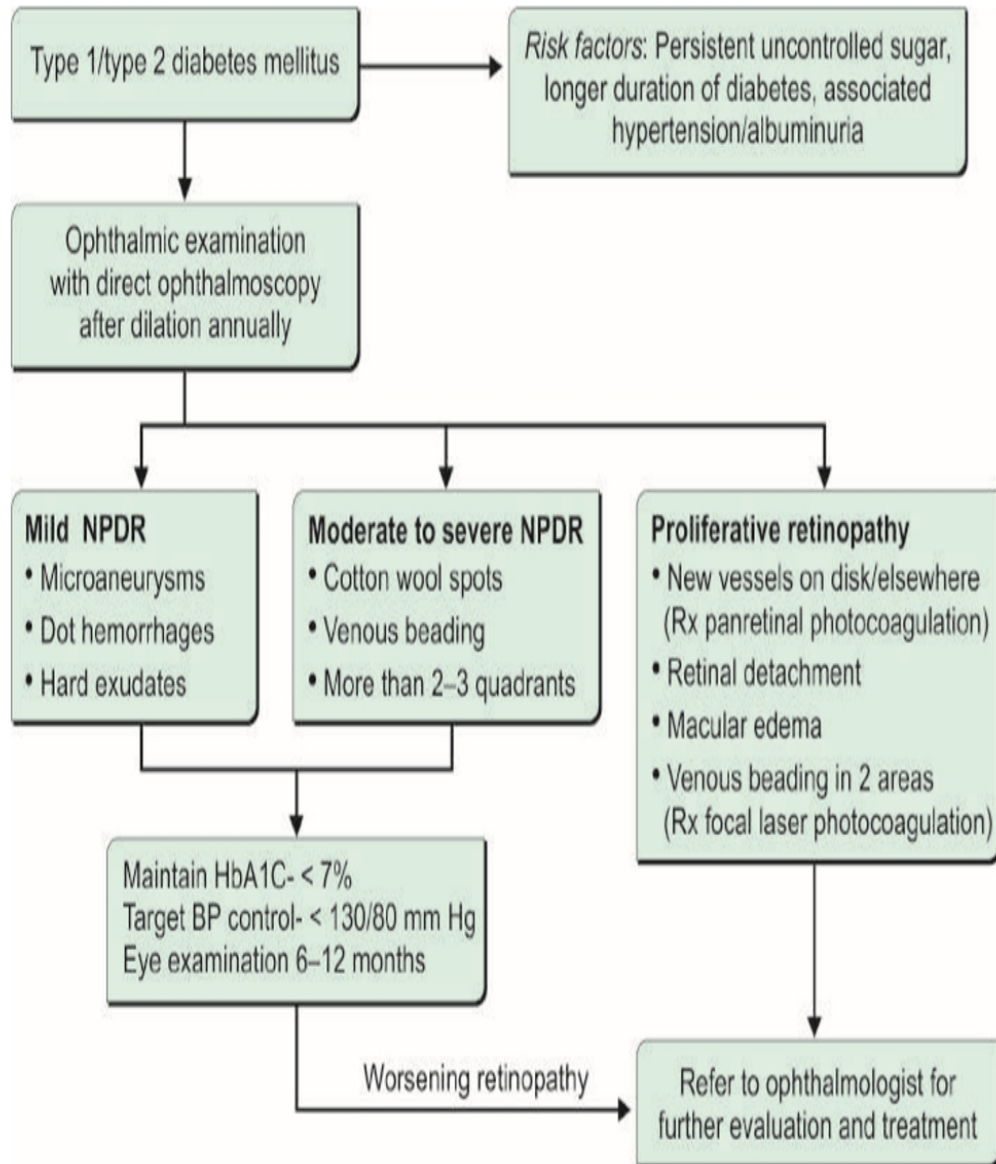 Type 1/type 2 diabetes mellitus
Risk factors: Persistent uncontrolled sugar,
longer duration of diabetes, associated
hypertension/albuminuria
Ophthalmic examination
with direct ophthalmoscopy
after dilation annually
Mild NPDR
• Microaneurysms
• Dot hemorrhages
• Hard exudates
Moderate to severe NPDR
• Cotton wool spots
• Venous beading
• More than 2–3 quadrants
Proliferative retinopathy
• New vessels on disk/elsewhere
(Rx panretinal photocoagulation)
• Retinal detachment
• Macular edema
• Venous beading in 2 areas
(Rx focal laser photocoagulation)
Maintain HbA1C- < 7%
Target BP control- < 130/80 mm Hg
Eye examination 6–12 months
Worsening retinopathy
Refer to ophthalmologist for
further evaluation and treatment